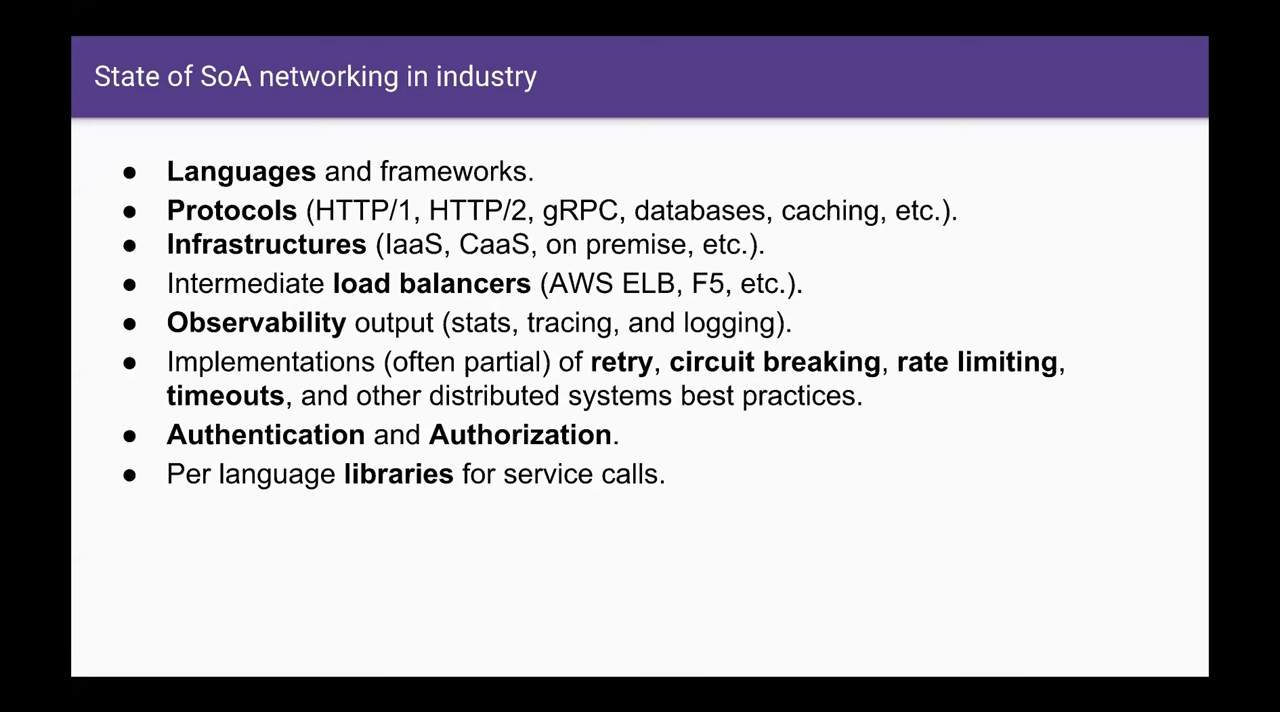 State of SoA networking in industry
● Languages and frameworks.
● Protocols (HTTP/1, HTTP/2, gRPC, databases, caching, etc.).
● Infrastructures (IaaS, CaaS, on premise, etc.).
● Intermediate load balancers (AWS ELB, F5, etc.).
● Observability output (stats, tracing, and logging).
● Implementations (often partial) of retry, circuit breaking, rate limiting,
timeouts, and other distributed systems best practices.
● Authentication and Authorization.
● Per language libraries for service calls.